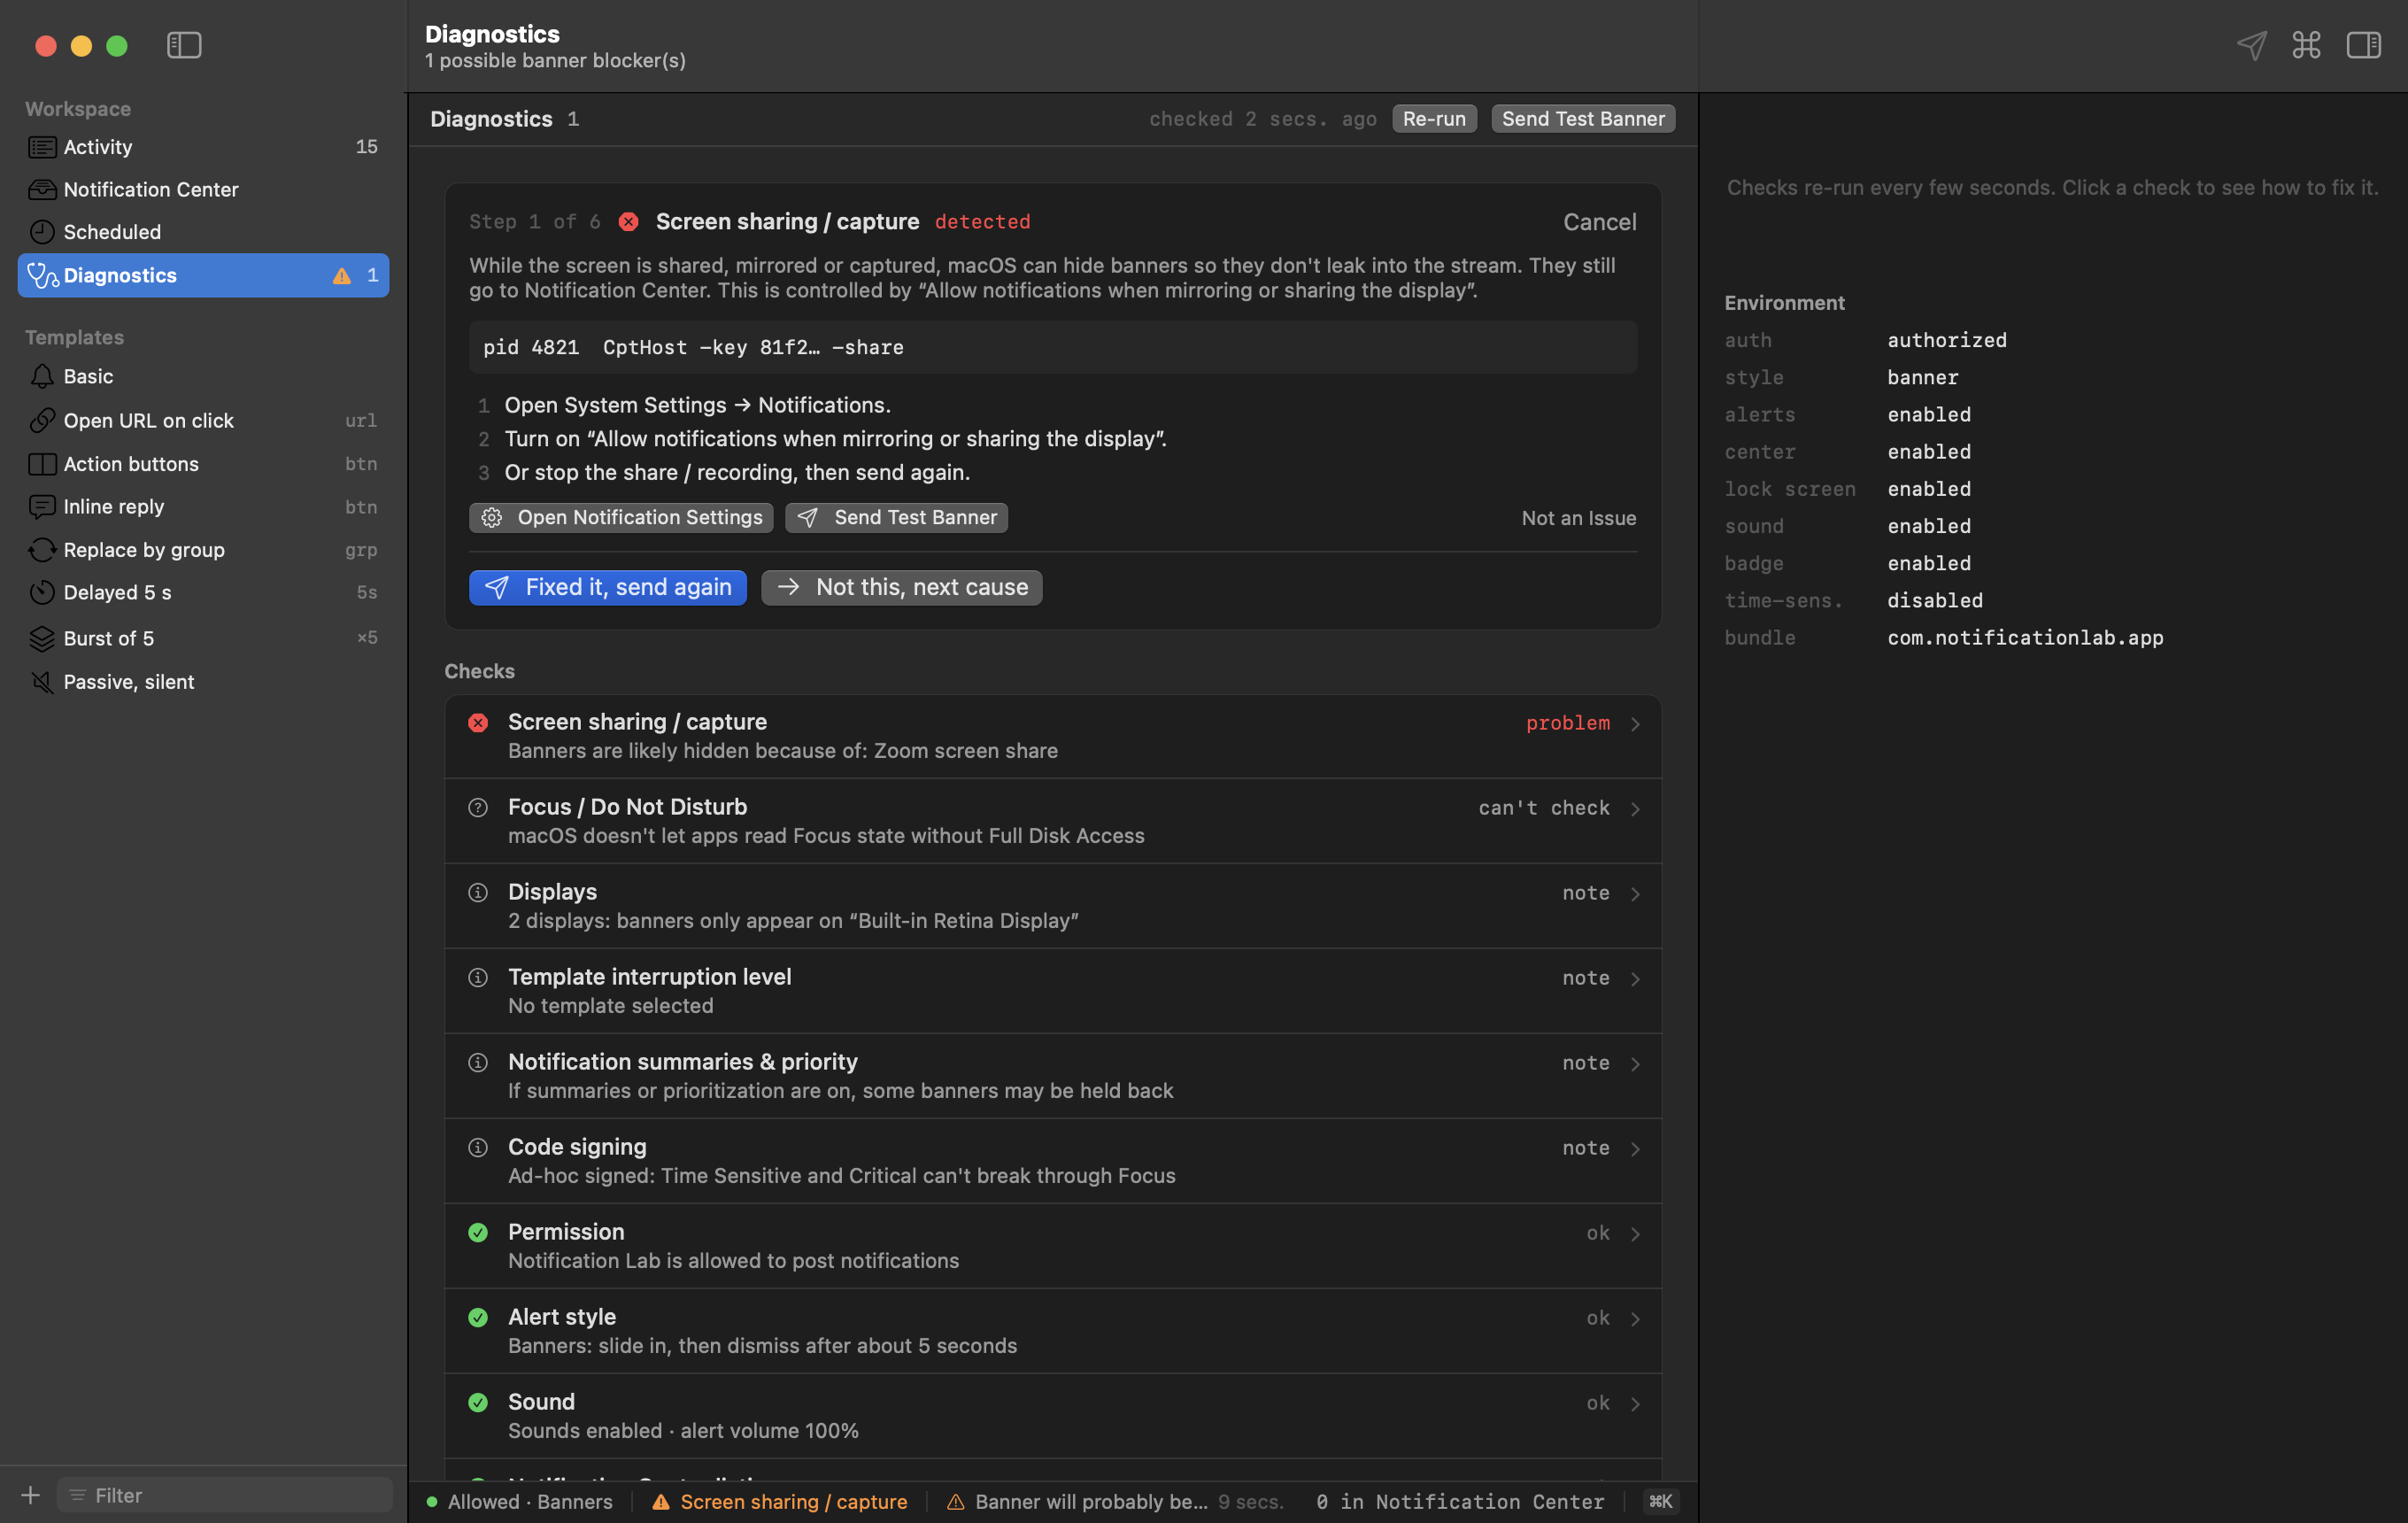 Diagnostics
1 possible banner blocker(s)
Workspace
Activity 15
Notification Center
Scheduled
Diagnostics 1
Templates
Basic
Open URL on click url
Action buttons btn
Inline reply btn
Replace by group grp
Delayed 5 s 5s
Burst of 5 ×5
Passive, silent
Filter
Diagnostics 1 checked 2 secs. ago Re-run Send Test Banner
Step 1 of 6 Screen sharing / capture detected Cancel
While the screen is shared, mirrored or captured, macOS can hide banners so they don't leak into the stream. They still
go to Notification Center. This is controlled by “Allow notifications when mirroring or sharing the display”.
pid 4821 CptHost –key 81f2… –share
1 Open System Settings → Notifications.
2 Turn on “Allow notifications when mirroring or sharing the display”.
3 Or stop the share / recording, then send again.
Open Notification Settings Send Test Banner Not an Issue
Fixed it, send again Not this, next cause
Checks
Screen sharing / capture problem
Banners are likely hidden because of: Zoom screen share
Focus / Do Not Disturb can't check
macOS doesn't let apps read Focus state without Full Disk Access
Displays note
2 displays: banners only appear on “Built-in Retina Display”
Template interruption level note
No template selected
Notification summaries & priority note
If summaries or prioritization are on, some banners may be held back
Code signing note
Ad-hoc signed: Time Sensitive and Critical can't break through Focus
Permission ok
Notification Lab is allowed to post notifications
Alert style ok
Banners: slide in, then dismiss after about 5 seconds
Sound ok
Sounds enabled · alert volume 100%
Allowed · Banners Screen sharing / capture Banner will probably be… 9 secs. 0 in Notification Center ⌘K
Checks re-run every few seconds. Click a check to see how to fix it.
Environment
auth authorized
style banner
alerts enabled
center enabled
lock screen enabled
sound enabled
badge enabled
time-sens. disabled
bundle com.notificationlab.app